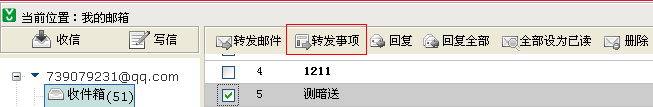 当前位置：我的邮箱
收信 写信 转发邮件 转发事项 回复 回复全部 全部设为已读 删除
739079231@qq.com 4 1211
收件箱(51) 5 测暗送